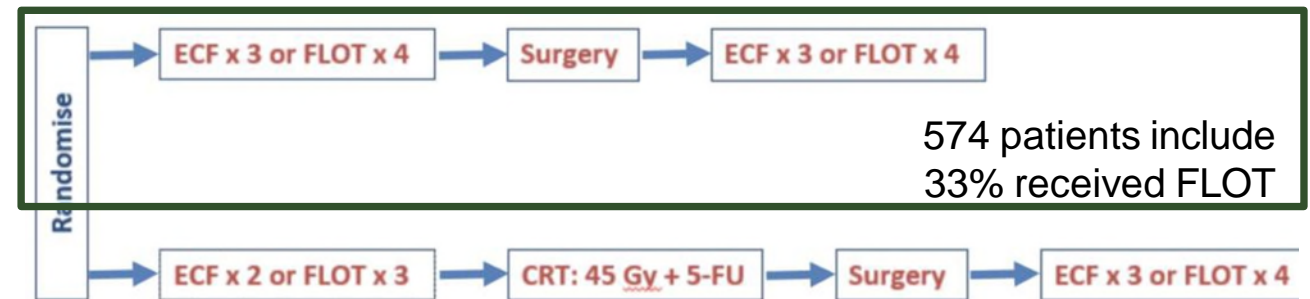 Randomise
ECF x 3 or FLOT x 4
Surgery
ECF x 3 or FLOT x 4
574 patients include
33% received FLOT
ECF x 2 or FLOT x 3
CRT: 45 Gy + 5-FU
Surgery
ECF x 3 or FLOT x 4